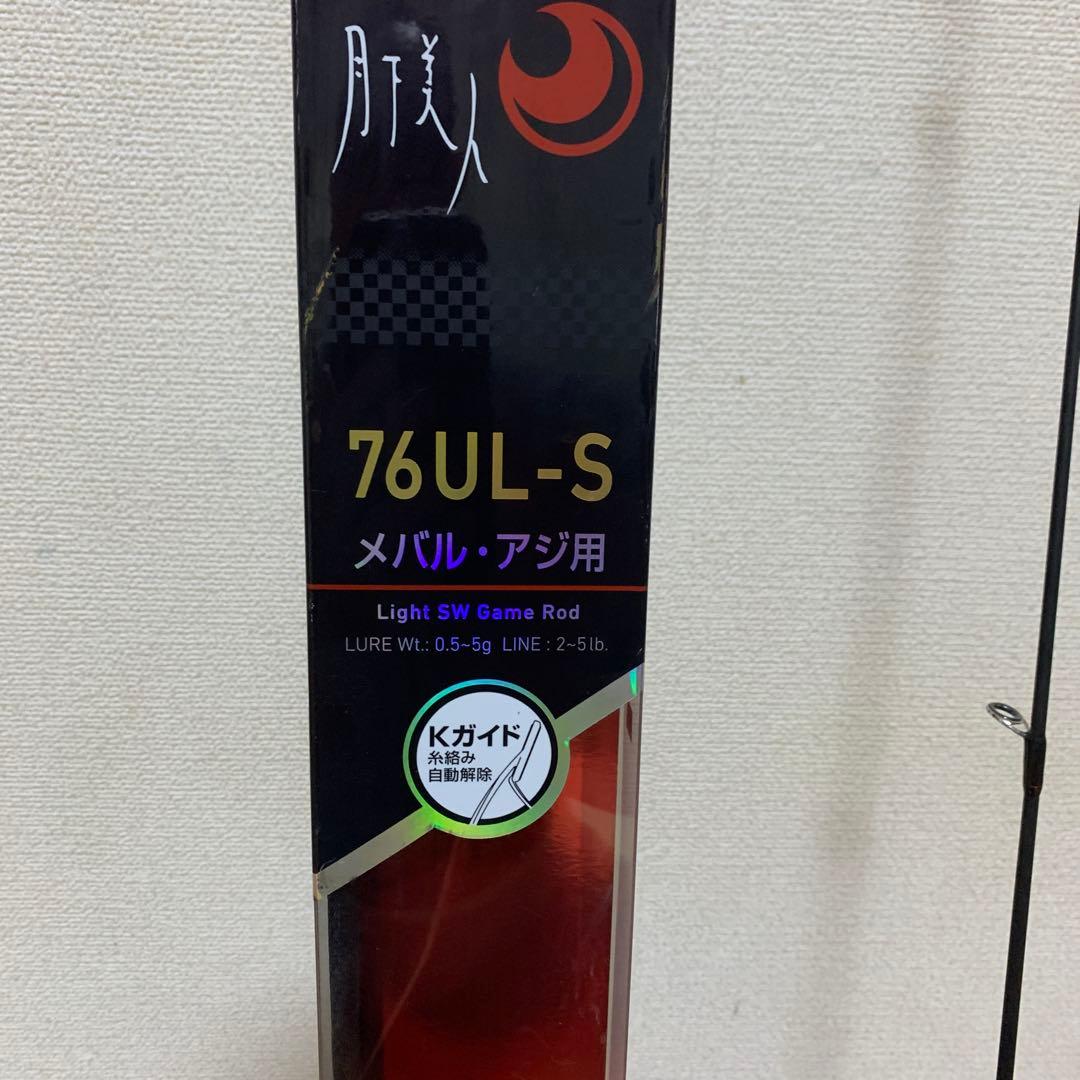 月下美人
76UL-S
メバル・アジ用
Light SW Game Rod
LURE Wt.: 0.5~5g LINE : 2~5lb.
Kガイド
糸絡み
自動解除